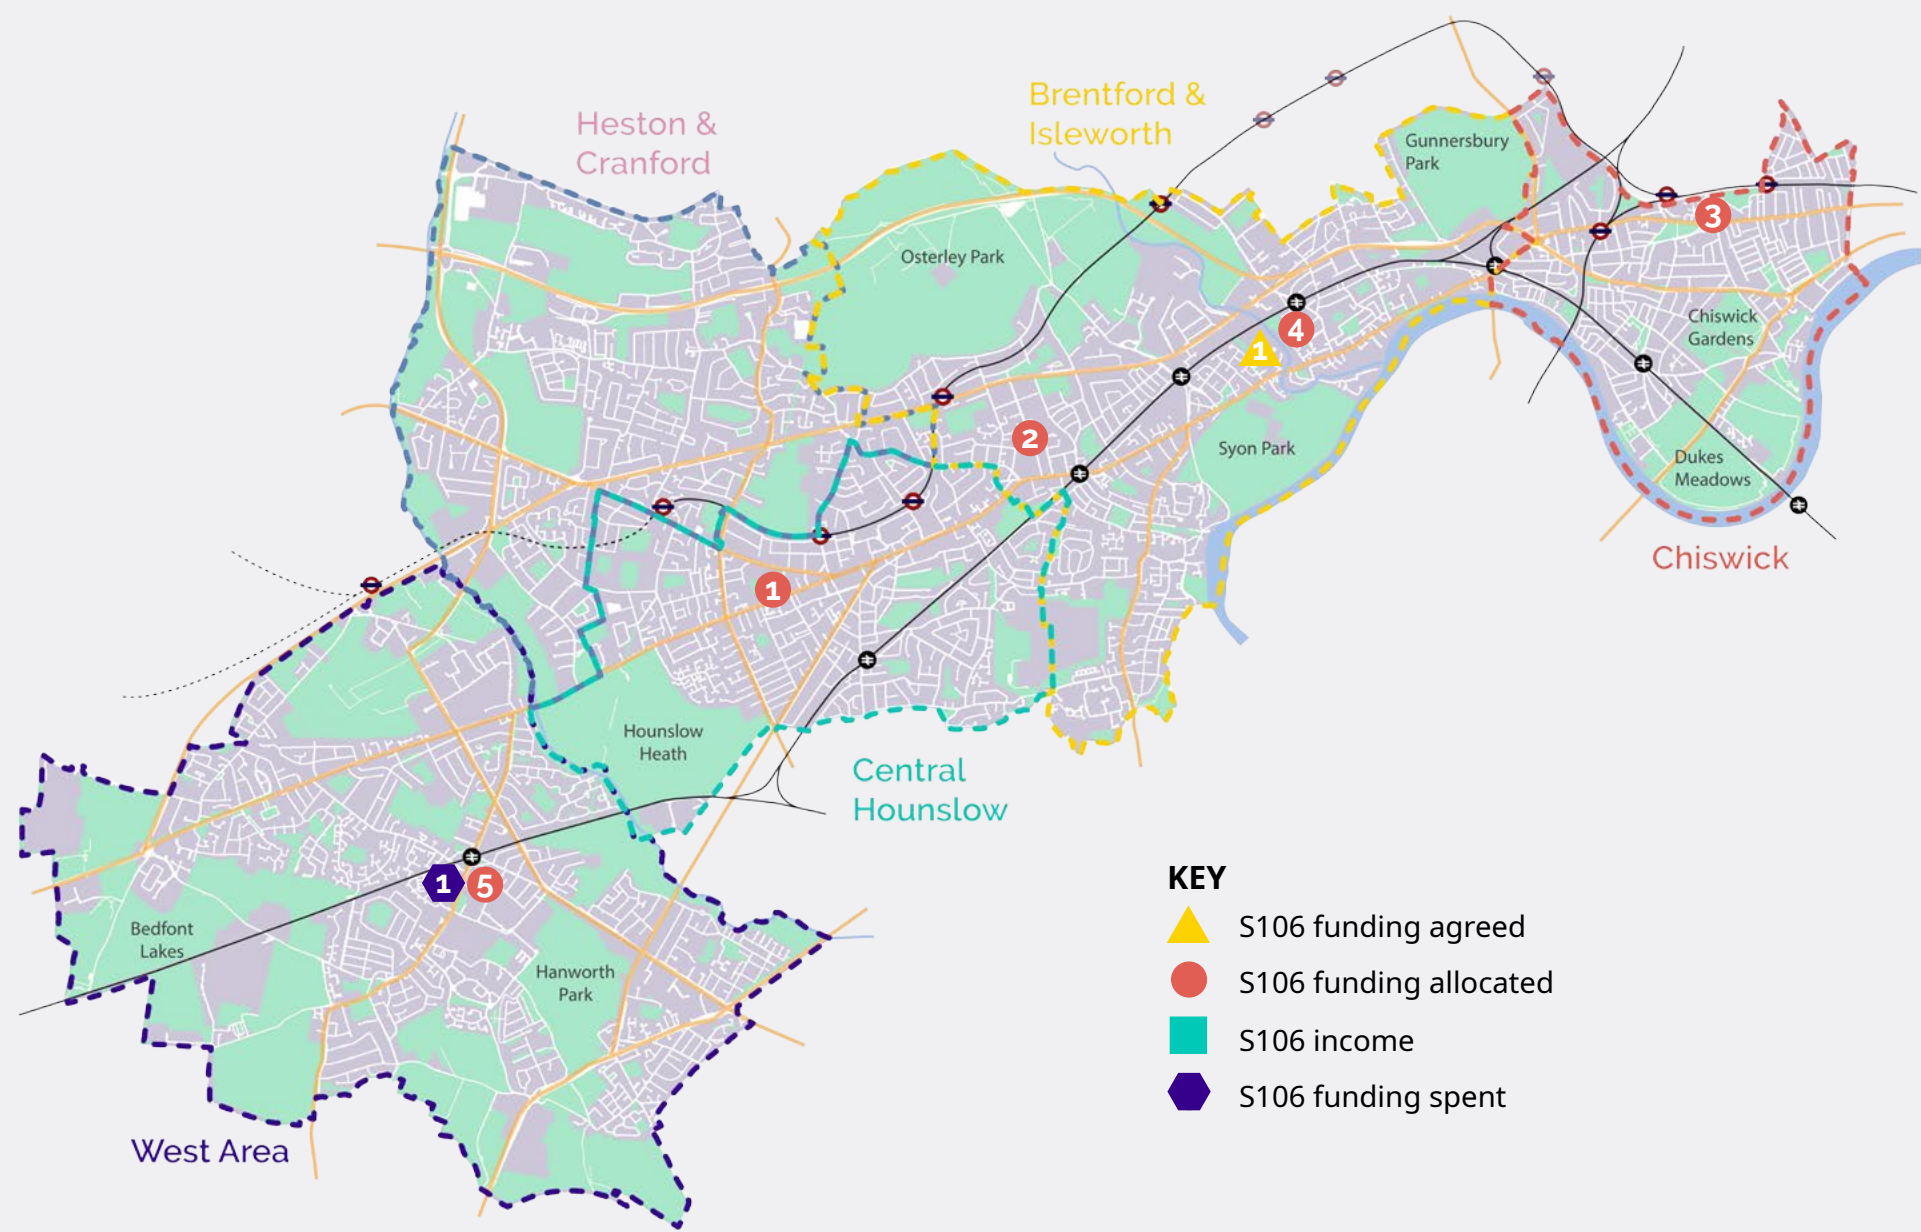 Brentford &
Isleworth
Heston &
Cranford
Gunnersbury
Park
3
Osterley Park
4
1
Chiswick
Gardens
2
Syon Park
Dukes
Meadows
Chiswick
1
Hounslow
Heath
Central
Hounslow
1
5
Bedfont
Lakes
Hanworth
Park
West Area
KEY
S106 funding agreed
S106 funding allocated
S106 income
S106 funding spent